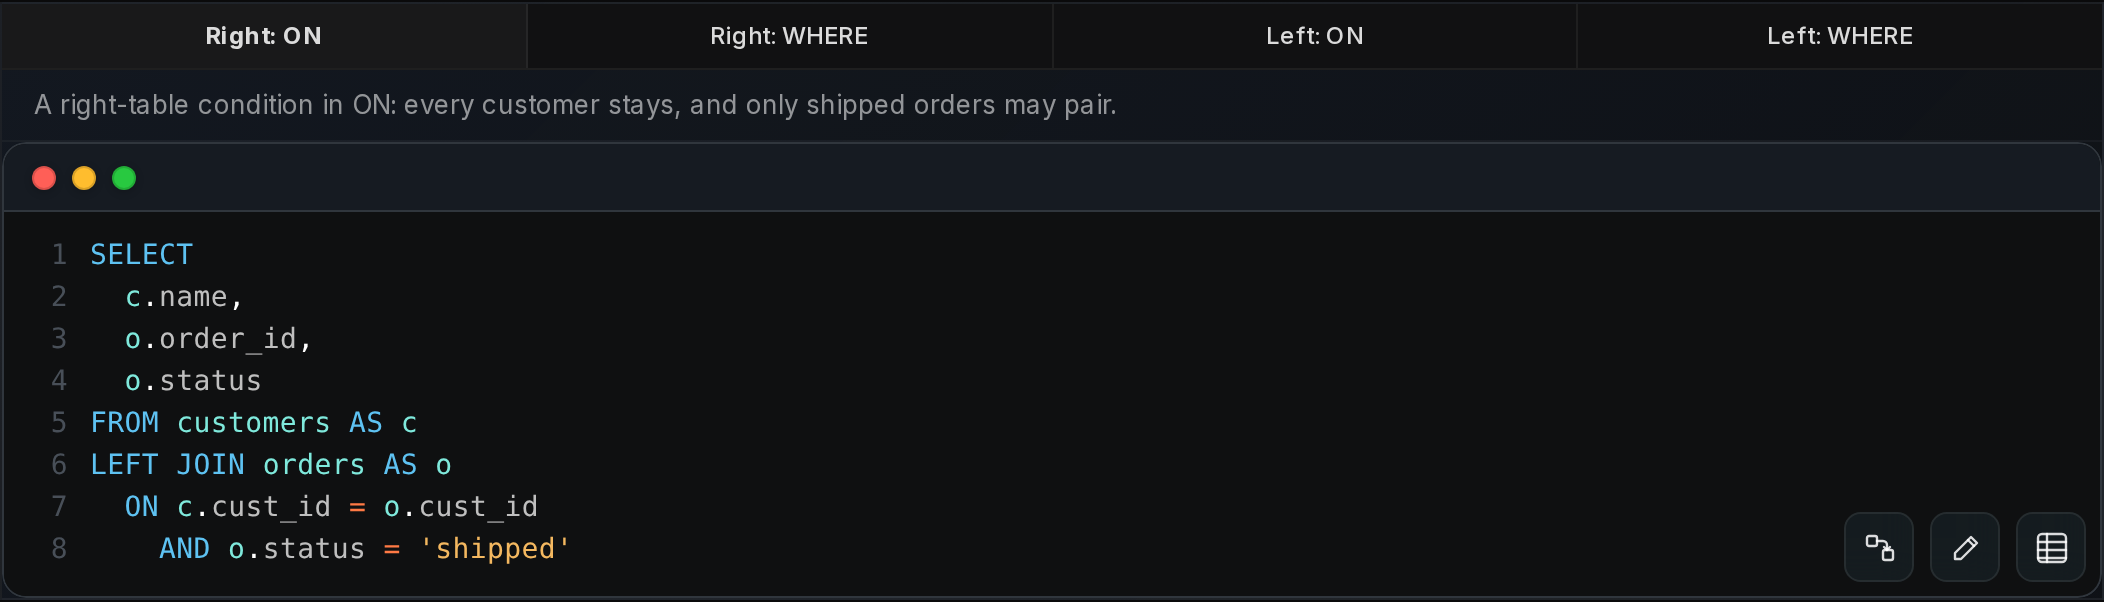 Right: ON
Right: WHERE
Left: ON
Left: WHERE
A right-table condition in ON: every customer stays, and only shipped orders may pair.
1 SELECT
2   c.name,
3   o.order_id,
4   o.status
5 FROM customers AS c
6 LEFT JOIN orders AS o
7   ON c.cust_id = o.cust_id
8     AND o.status = 'shipped'